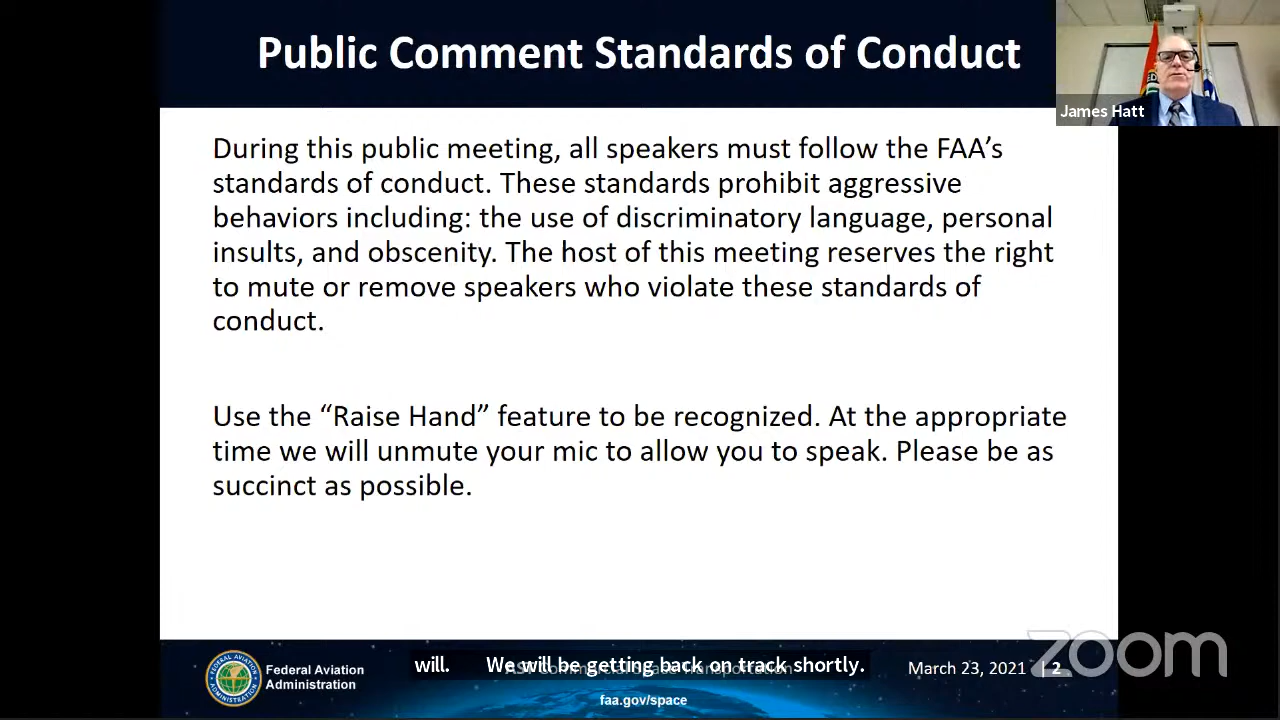 Public Comment Standards of Conduct
James Hatt
During this public meeting, all speakers must follow the FAA's
standards of conduct. These standards prohibit aggressive
behaviors including: the use of discriminatory language, personal
insults, and obscenity. The host of this meeting reserves the right
to mute or remove speakers who violate these standards of
conduct.
Use the “Raise Hand” feature to be recognized. At the appropriate
time we will unmute your mic to allow you to speak. Please be as
succinct as possible.
zoom
Federal Aviation
Administration
will. We will be getting back on track shortly.
March 23, 2021 | 2
faa.gov/space